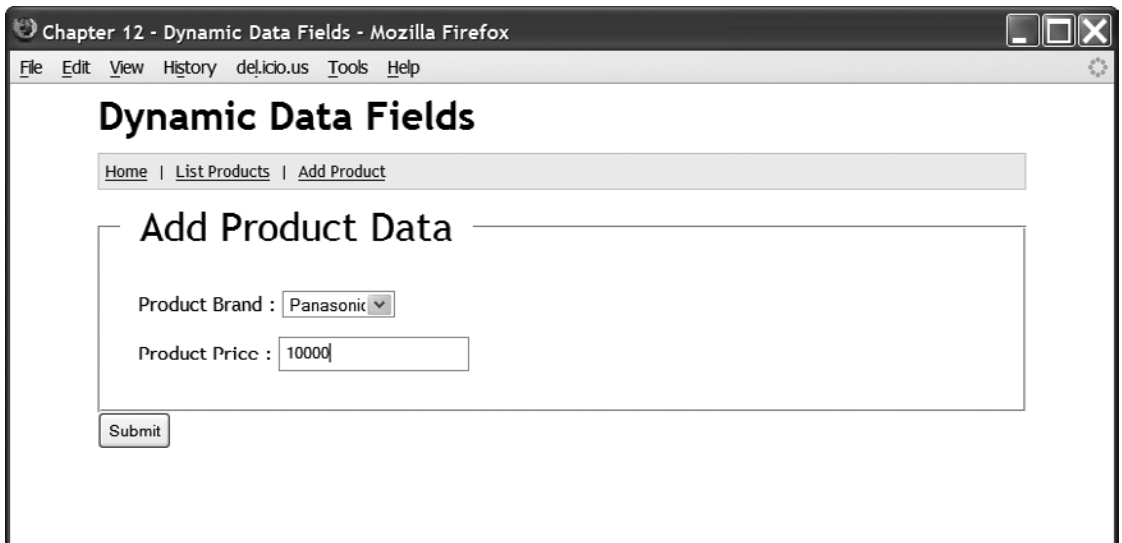 Chapter 12 - Dynamic Data Fields - Mozilla Firefox
File Edit View History del.icio.us Tools Help
Dynamic Data Fields
Home | List Products | Add Product
Add Product Data
Product Brand : Panasonic
Product Price : 10000
Submit